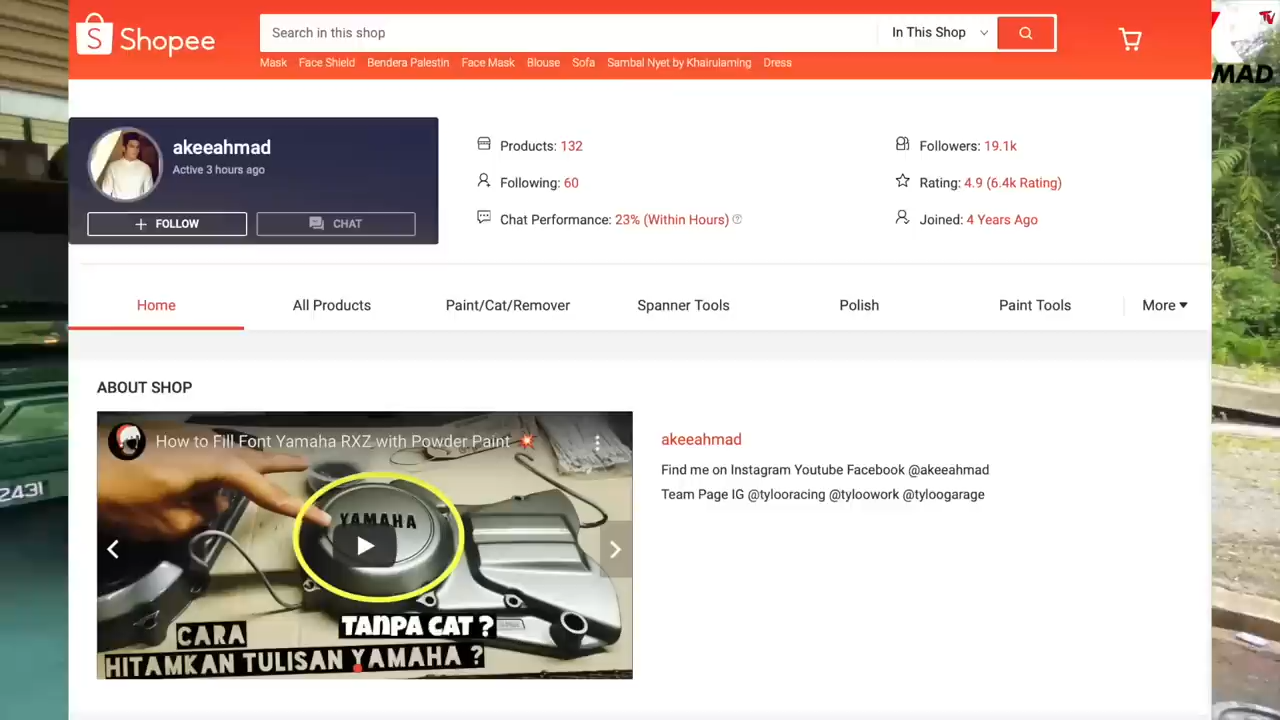 TV
MAD
Shopee
Search in this shop
In This Shop
Mask Face Shield Bendera Palestin Face Mask Blouse Sofa Sambal Nyet by Khairulaming Dress
akeeahmad
Active 3 hours ago
FOLLOW
CHAT
Products: 132
Following: 60
Chat Performance: 23% (Within Hours)
Followers: 19.1k
Rating: 4.9 (6.4k Rating)
Joined: 4 Years Ago
Home
All Products
Paint/Cat/Remover
Spanner Tools
Polish
Paint Tools
More
ABOUT SHOP
How to Fill Font Yamaha RXZ with Powder Paint
YAMAHA
TANPA CAT ?
CARA
HITAMKAN TULISAN YAMAHA ?
akeeahmad
Find me on Instagram Youtube Facebook @akeeahmad
Team Page IG @tylooracing @tyloowork @tyloogarage
2431